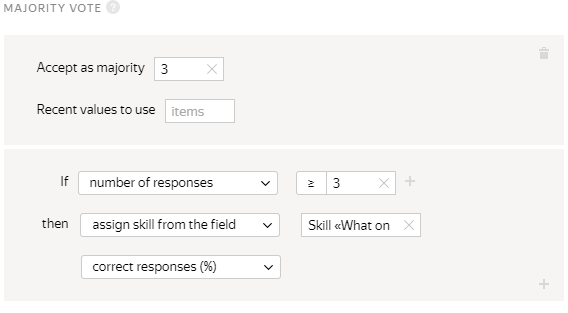 MAJORITY VOTE ?
Accept as majority 3
Recent values to use items
If number of responses ≥ 3
then assign skill from the field Skill «What on
correct responses (%)